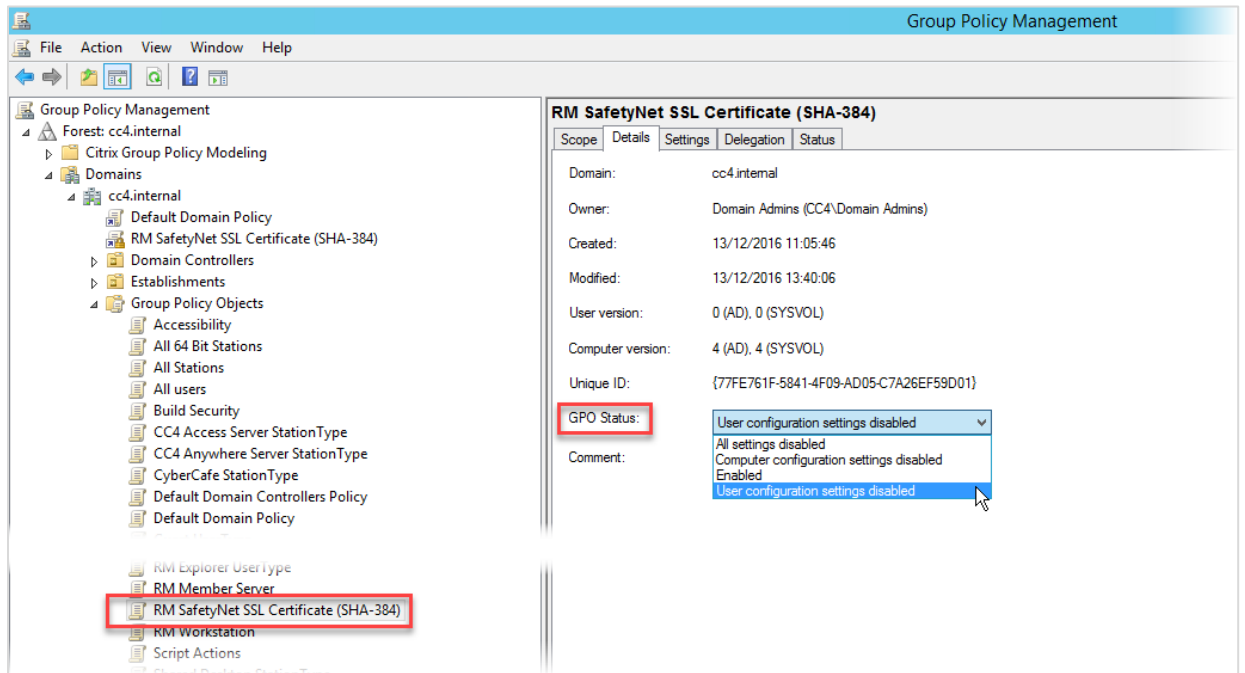 Group Policy Management
File Action View Window Help
Group Policy Management
Forest: cc4.internal
Citrix Group Policy Modeling
Domains
cc4.internal
Default Domain Policy
RM SafetyNet SSL Certificate (SHA-384)
Domain Controllers
Establishments
Group Policy Objects
Accessibility
All 64 Bit Stations
All Stations
All users
Build Security
CC4 Access Server StationType
CC4 Anywhere Server StationType
CyberCafe StationType
Default Domain Controllers Policy
Default Domain Policy
RM Explorer UserType
RM Member Server
RM SafetyNet SSL Certificate (SHA-384)
RM Workstation
Script Actions
RM SafetyNet SSL Certificate (SHA-384)
Scope Details Settings Delegation Status
Domain: cc4.internal
Owner: Domain Admins (CC4\Domain Admins)
Created: 13/12/2016 11:05:46
Modified: 13/12/2016 13:40:06
User version: 0 (AD), 0 (SYSVOL)
Computer version: 4 (AD), 4 (SYSVOL)
Unique ID: {77FE761F-5841-4F09-AD05-C7A26EF59D01}
GPO Status: User configuration settings disabled
All settings disabled
Computer configuration settings disabled
Enabled
User configuration settings disabled
Comment: